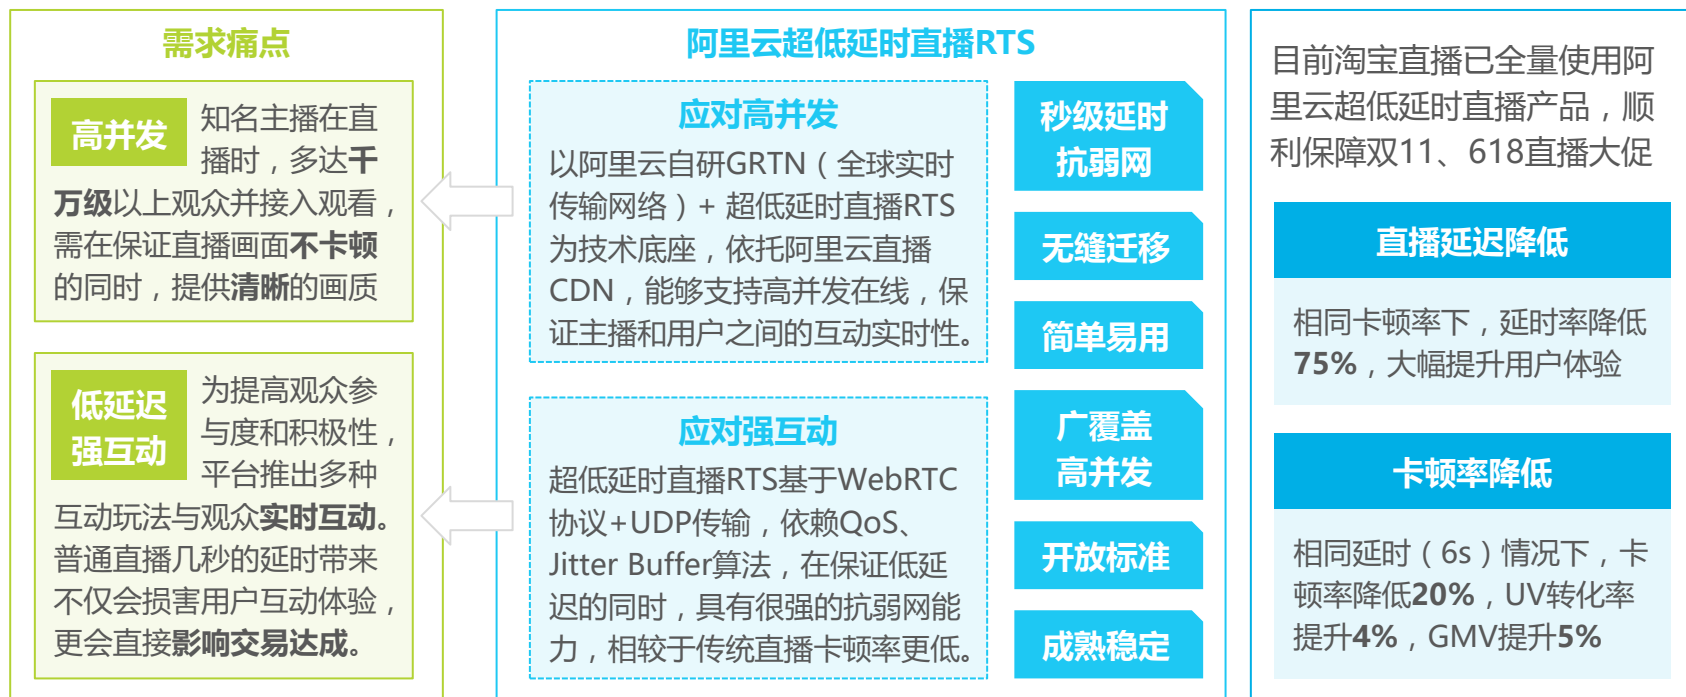 需求痛点
高并发
知名主播在直
播时，多达千
万级以上观众并接入观看，
需在保证直播画面不卡顿
的同时，提供清晰的画质
低延迟
强互动
为提高观众参
与度和积极性，
平台推出多种
互动玩法与观众实时互动。
普通直播几秒的延时带来
不仅会损害用户互动体验，
更会直接影响交易达成。
阿里云超低延时直播RTS
应对高并发
以阿里云自研GRTN（全球实时
传输网络）+ 超低延时直播RTS
为技术底座，依托阿里云直播
CDN，能够支持高并发在线，保
证主播和用户之间的互动实时性。
应对强互动
超低延时直播RTS基于WebRTC
协议+UDP传输，依赖QoS、
Jitter Buffer算法，在保证低延
迟的同时，具有很强的抗弱网能
力，相较于传统直播卡顿率更低。
秒级延时
抗弱网
无缝迁移
简单易用
广覆盖
高并发
开放标准
成熟稳定
目前淘宝直播已全量使用阿
里云超低延时直播产品，顺
利保障双11、618直播大促
直播延迟降低
相同卡顿率下，延时率降低
75%，大幅提升用户体验
卡顿率降低
相同延时（6s）情况下，卡
顿率降低20%，UV转化率
提升4%，GMV提升5%